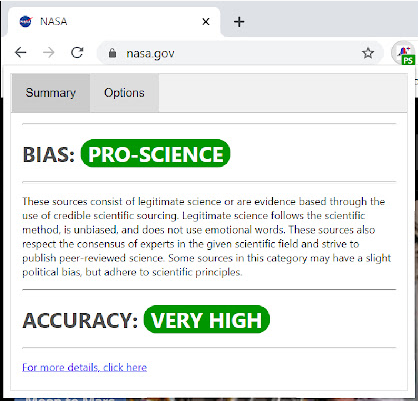 NASA
nasa.gov
PS
Summary Options
BIAS: PRO-SCIENCE
These sources consist of legitimate science or are evidence based through the
use of credible scientific sourcing. Legitimate science follows the scientific
method, is unbiased, and does not use emotional words. These sources also
respect the consensus of experts in the given scientific field and strive to
publish peer-reviewed science. Some sources in this category may have a slight
political bias, but adhere to scientific principles.
ACCURACY: VERY HIGH
For more details, click here
Moon to Mars